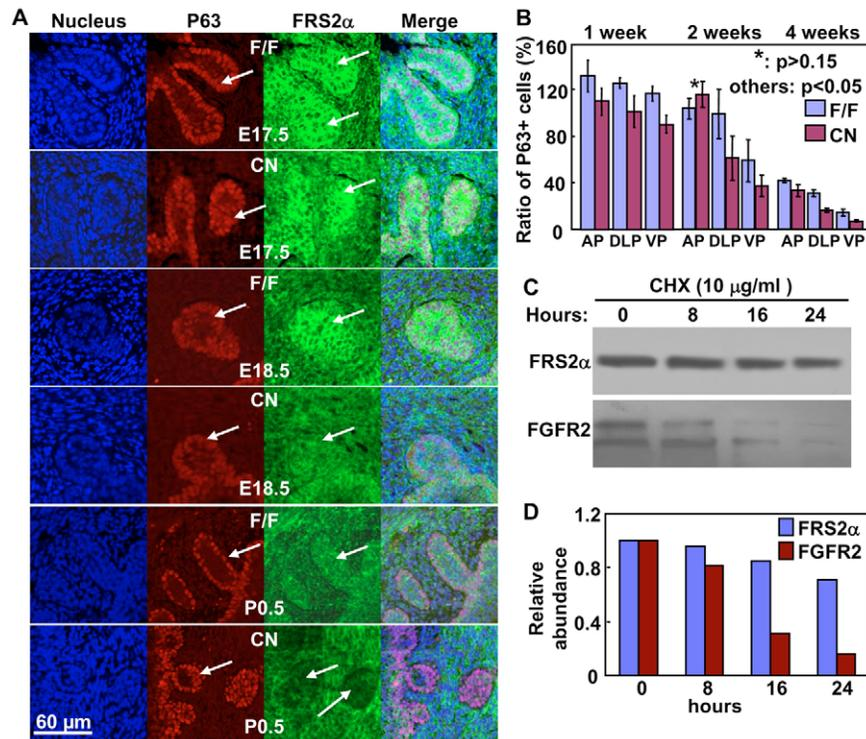 A
Nucleus P63 FRS2α Merge
F/F
E17.5
CN
E17.5
F/F
E18.5
CN
E18.5
F/F
P0.5
CN
P0.5
60 µm
B
1 week 2 weeks 4 weeks
Ratio of P63+ cells (%)
160
120
80
40
0
*: p>0.15
others: p<0.05
F/F
CN
*
AP DLP VP AP DLP VP AP DLP VP
C
CHX (10 µg/ml )
Hours: 0 8 16 24
FRS2α
FGFR2
D
Relative
abundance
1.2
0.8
0.4
0
FRS2α
FGFR2
0 8 16 24
hours